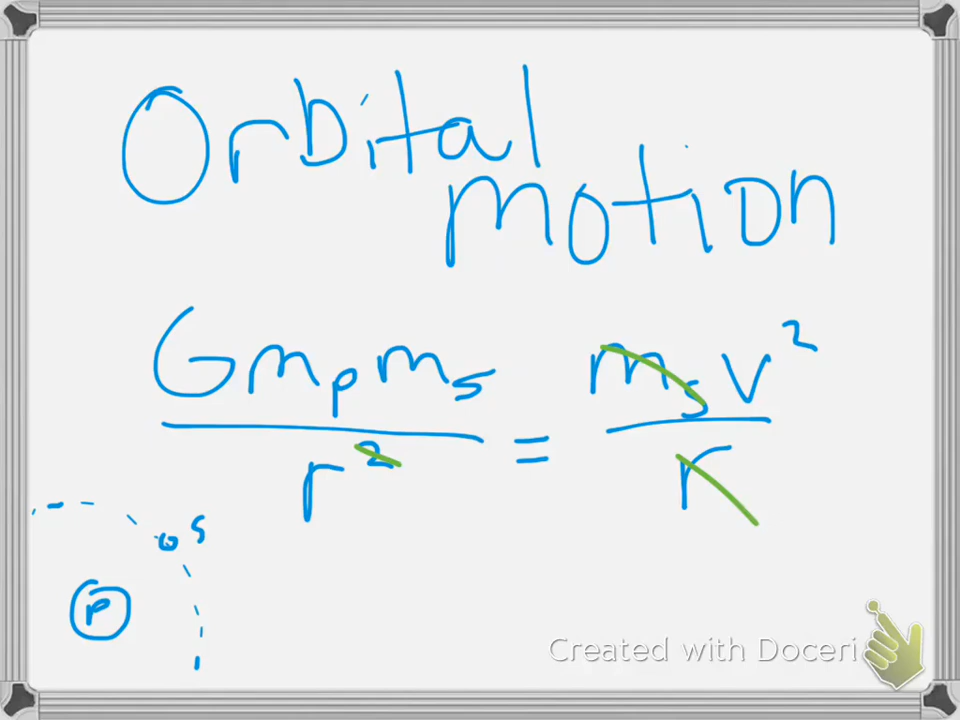 Orbital
motion
Gmpms / r² = msv² / r
s
p
Created with Doceri